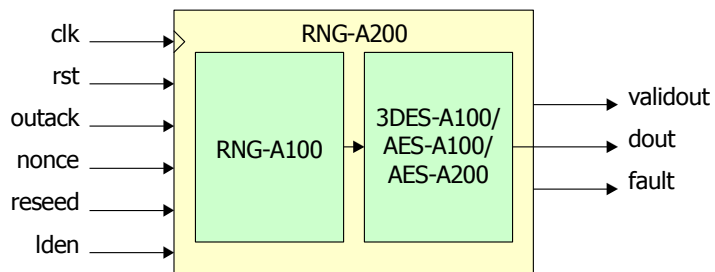 RNG-A200
clk
rst
outack
nonce
reseed
lden
RNG-A100
3DES-A100/
AES-A100/
AES-A200
validout
dout
fault